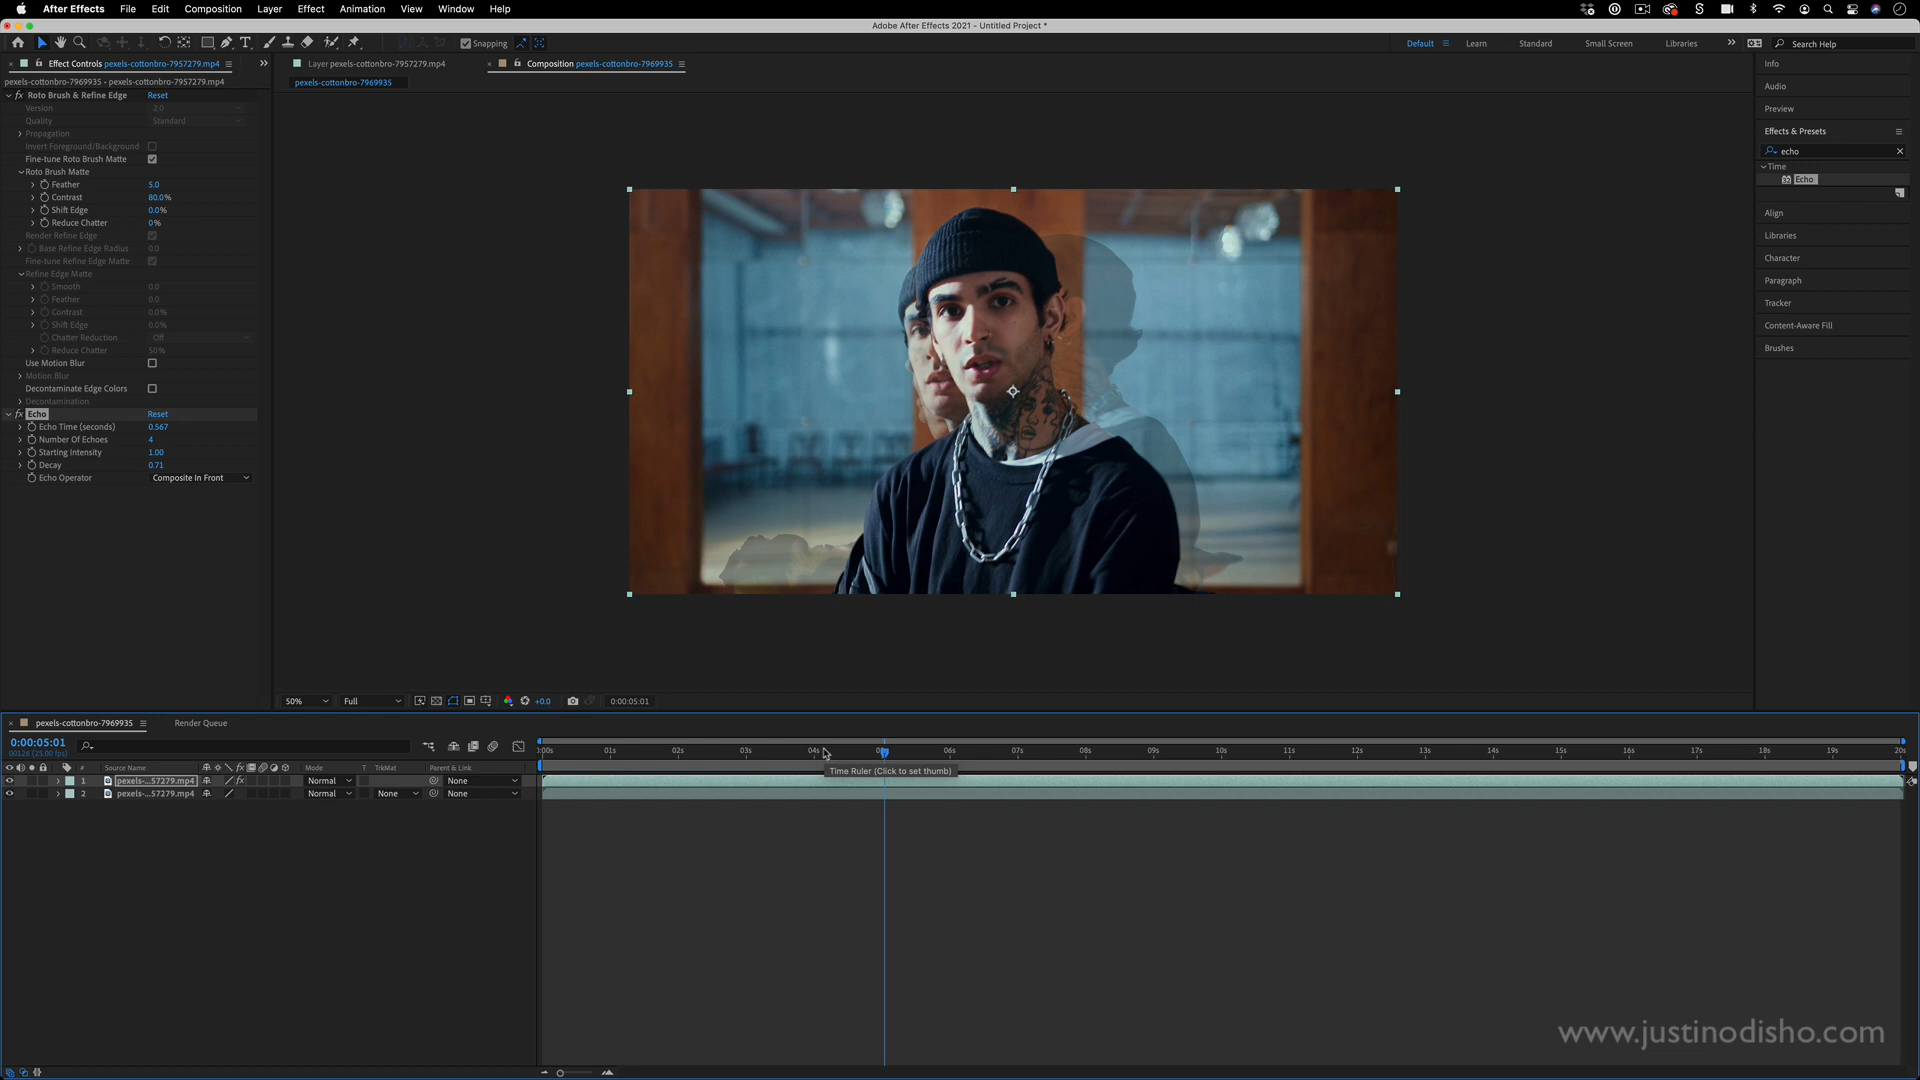 After Effects File Edit Composition Layer Effect Animation View Window Help
Adobe After Effects 2021 - Untitled Project *
Snapping
Default Learn Standard Small Screen Libraries Search Help
Effect Controls pexels-cottonbro-7957279.mp4
pexels-cottonbro-7969935 • pexels-cottonbro-7957279.mp4
Roto Brush & Refine Edge Reset
Version 2.0
Quality Standard
Propagation
Invert Foreground/Background
Fine-tune Roto Brush Matte
Roto Brush Matte
Feather 5.0
Contrast 80.0%
Shift Edge 0.0%
Reduce Chatter 0%
Render Refine Edge
Base Refine Edge Radius 0.0
Fine-tune Refine Edge Matte
Refine Edge Matte
Smooth 0.0
Feather 0.0
Contrast 0.0%
Shift Edge 0.0%
Chatter Reduction Off
Reduce Chatter 50%
Use Motion Blur
Motion Blur
Decontaminate Edge Colors
Decontamination
Echo Reset
Echo Time (seconds) 0.567
Number Of Echoes 4
Starting Intensity 1.00
Decay 0.71
Echo Operator Composite In Front
Layer pexels-cottonbro-7957279.mp4
Composition pexels-cottonbro-7969935
pexels-cottonbro-7969935
50% Full +0.0 0:00:05:01
Info
Audio
Preview
Effects & Presets
echo
Time
32 Echo
Align
Libraries
Character
Paragraph
Tracker
Content-Aware Fill
Brushes
pexels-cottonbro-7969935 Render Queue
0:00:05:01
00126 (25.00 fps)
:00s 01s 02s 03s 04s 06s 07s 08s 09s 10s 11s 12s 13s 14s 15s 16s 17s 18s 19s 20s
# Source Name Mode T TrkMat Parent & Link
Time Ruler (Click to set thumb)
1 pexels-...57279.mp4 Normal None
2 pexels-...57279.mp4 Normal None None
www.justinodisho.com